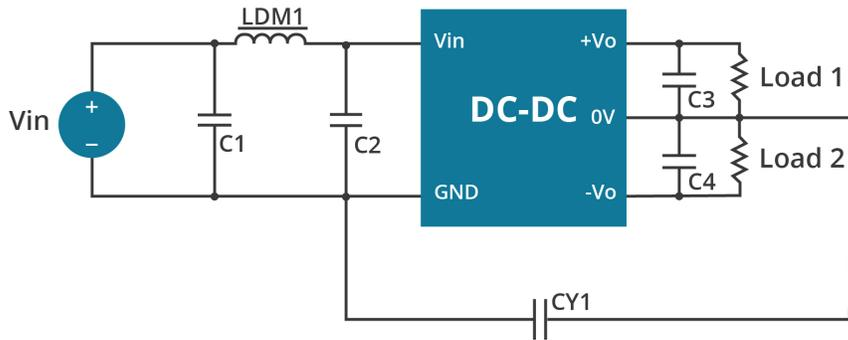 LDM1
Vin
+
−
C1
C2
Vin
GND
DC-DC
+Vo
0V
-Vo
C3
C4
Load 1
Load 2
CY1